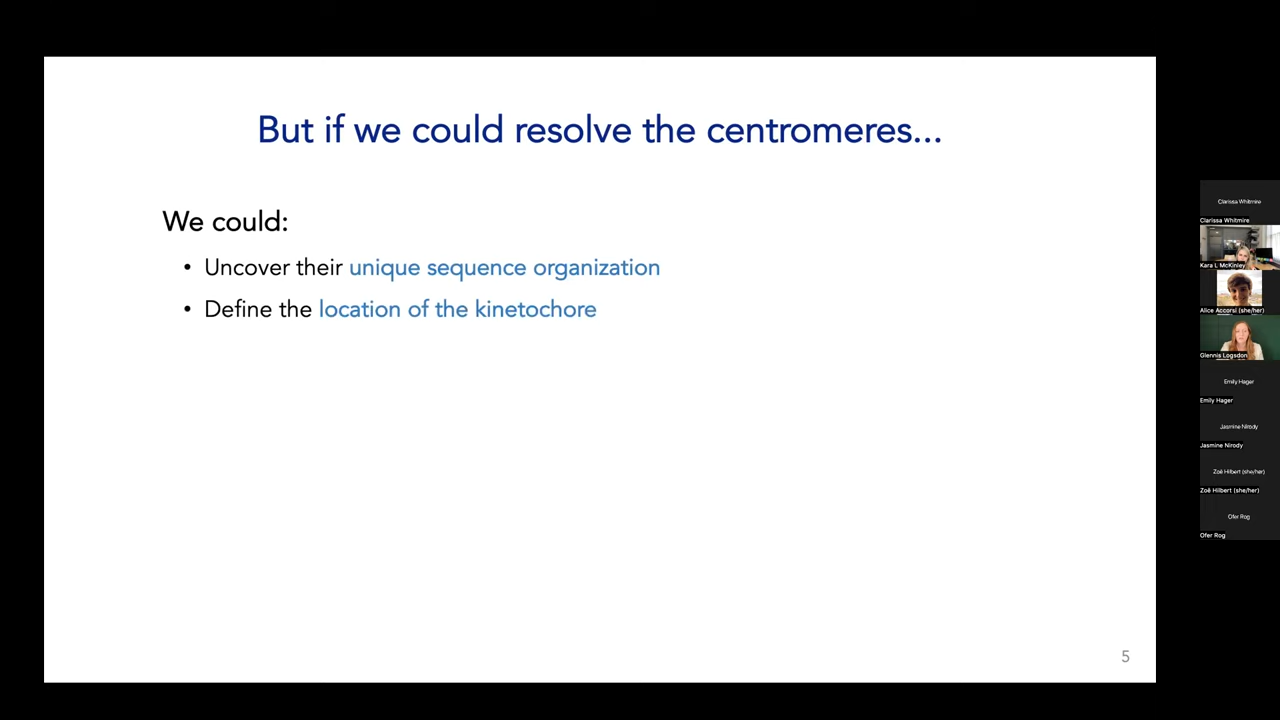 But if we could resolve the centromeres...
We could:
• Uncover their unique sequence organization
• Define the location of the kinetochore
5
Clarissa Whitmire
Clarissa Whitmire
Kara L McKinley
Alice Accorsi (she/her)
Glennis Logsdon
Emily Hager
Emily Hager
Jasmine Nirody
Jasmine Nirody
Zoë Hilbert (she/her)
Zoë Hilbert (she/her)
Ofer Rog
Ofer Rog